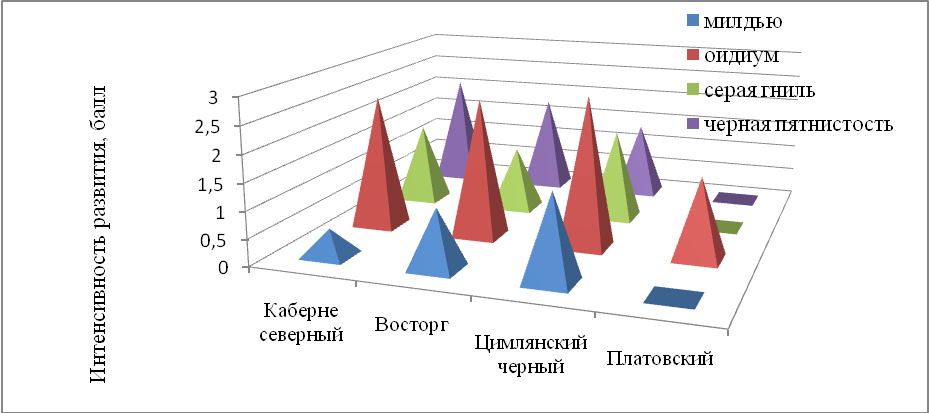 милдью
оидиум
серая гниль
черная пятнистость
Интенсивность развития, балл
3
2,5
2
1,5
1
0,5
0
Каберне
северный
Восторг
Цимлянский
черный
Платовский